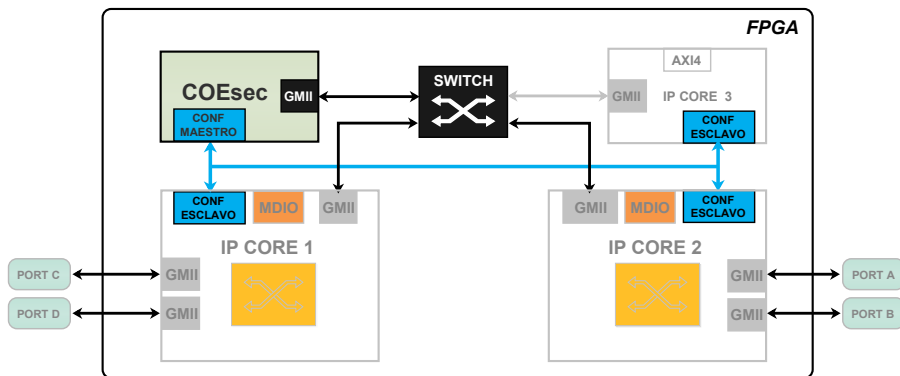 FPGA
COEsec
GMII
CONF
MAESTRO
SWITCH
AXI4
GMII
IP CORE 3
CONF
ESCLAVO
CONF
ESCLAVO
MDIO
GMII
IP CORE 1
GMII
GMII
PORT C
PORT D
GMII
MDIO
CONF
ESCLAVO
IP CORE 2
GMII
GMII
PORT A
PORT B